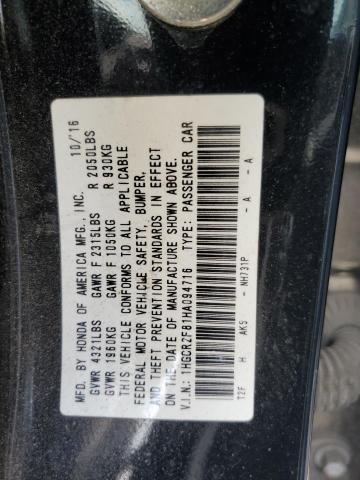 MFD. BY HONDA OF AMERICA MFG., INC. 10/16
GVWR 4321LBS GAWR F 2315LBS R 2050LBS
GVWR 1960KG GAWR F 1050KG R 930KG
THIS VEHICLE CONFORMS TO ALL APPLICABLE
FEDERAL MOTOR VEHICLE SAFETY, BUMPER,
AND THEFT PREVENTION STANDARDS IN EFFECT
ON THE DATE OF MANUFACTURE SHOWN ABOVE.
V.I.N.: 1HGCR2F81HA094716 TYPE: PASSENGER CAR
T2F H AK5 - NH731P - A - A